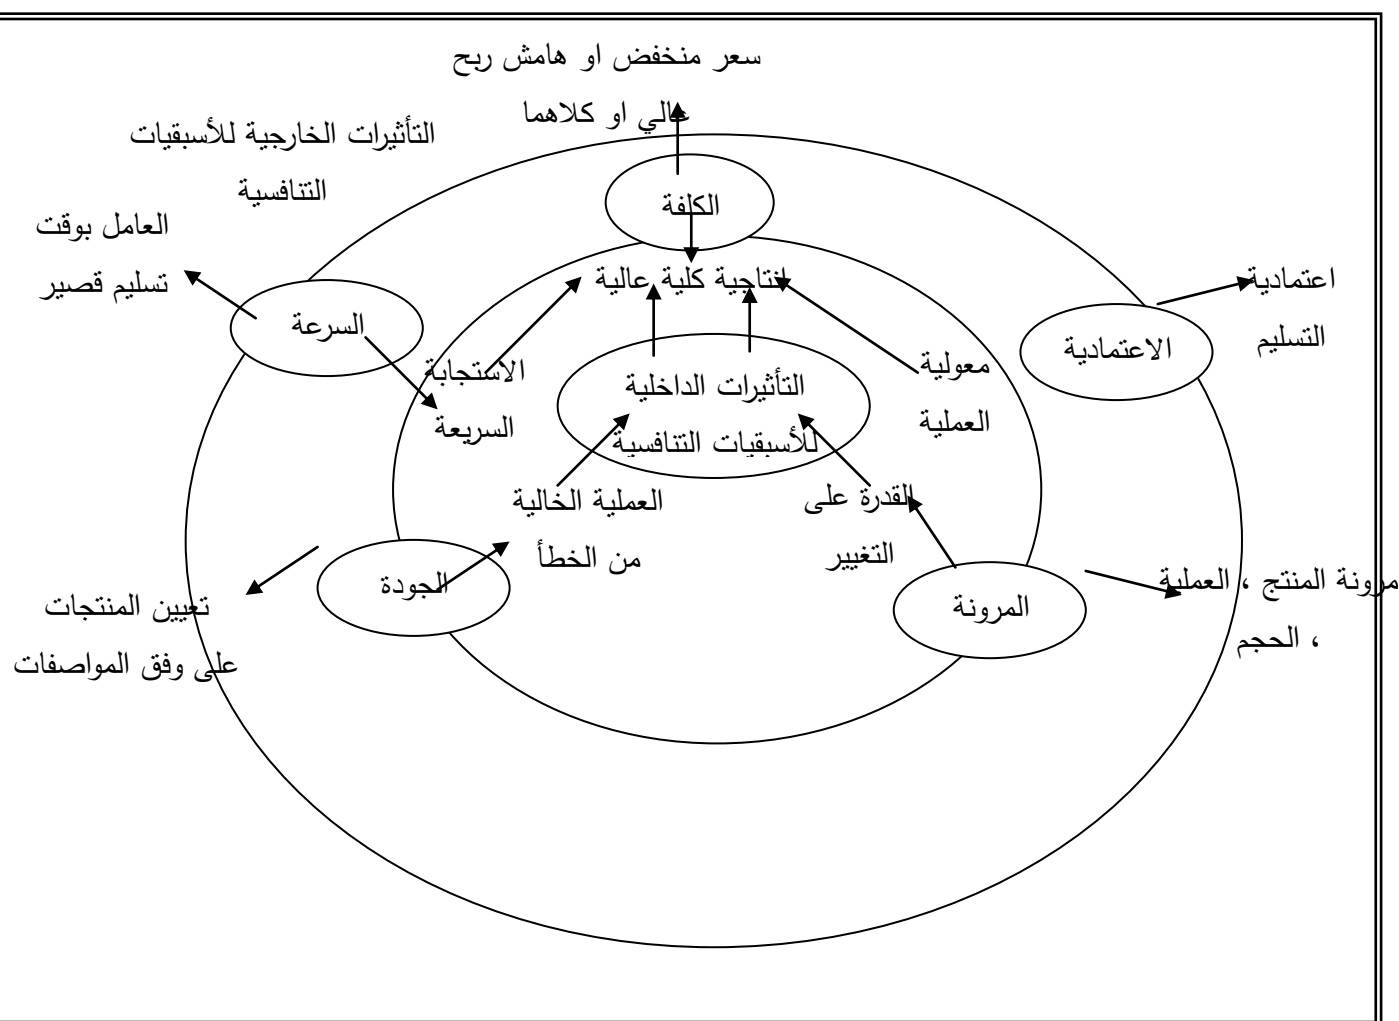 سعر منخفض او هامش ربح
عالي او كلاهما
التأثيرات الخارجية للأسبقيات
التنافسية
الكلفة
العامل بوقت
تسليم قصير
السرعة
انتاجية كلية عالية
اعتمادية
التسليم
الاعتمادية
الاستجابة
السريعة
التأثيرات الداخلية
للأسبقيات التنافسية
معولية
العملية
العملية الخالية
من الخطأ
القدرة على
التغيير
الجودة
المرونة
مرونة المنتج ، العملية
، الحجم
تعيين المنتجات
على وفق المواصفات